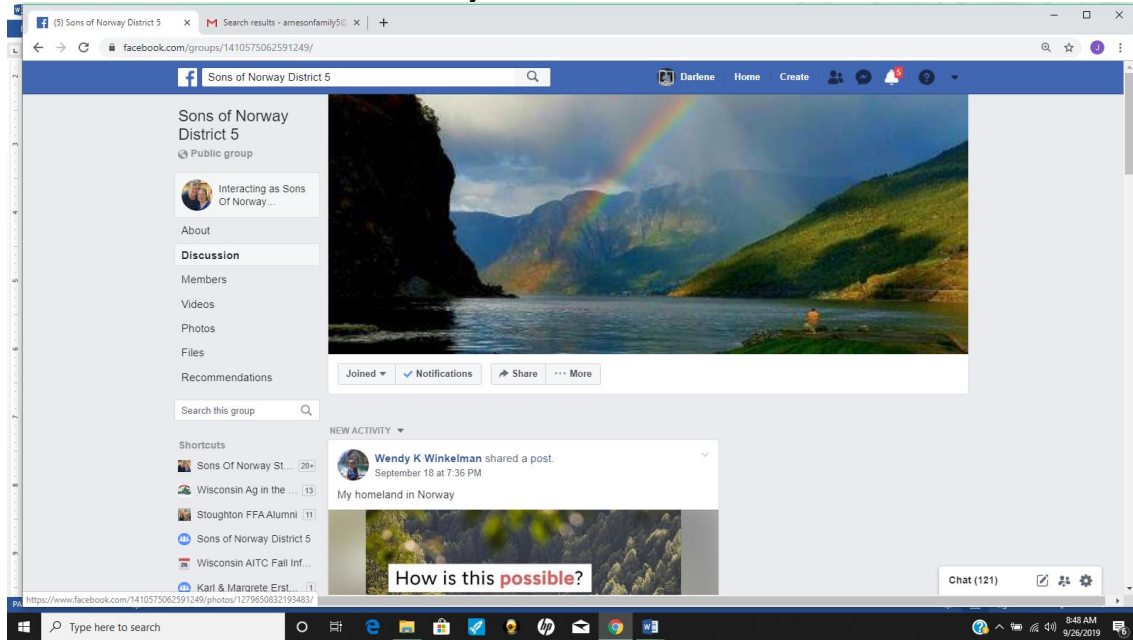 (5) Sons of Norway District 5
Search results - arnesonfamily5
facebook.com/groups/1410575062591249/
J
Sons of Norway District 5
Darlene
Home
Create
5
Sons of Norway
District 5
Public group
Interacting as Sons
Of Norway...
About
Discussion
Members
Videos
Photos
Files
Recommendations
Joined
Notifications
Share
More
Search this group
NEW ACTIVITY
Shortcuts
Sons Of Norway St... 20+
Wisconsin Ag in the ... 13
Stoughton FFA Alumni 11
Sons of Norway District 5
Wisconsin AITC Fall Inf...
Karl & Margrete Erst... 1
Wendy K Winkelman shared a post.
September 18 at 7:36 PM
My homeland in Norway
How is this possible?
Chat (121)
https://www.facebook.com/1410575062591249/photos/1279650832193483/
Type here to search
8:48 AM
9/26/2019
6